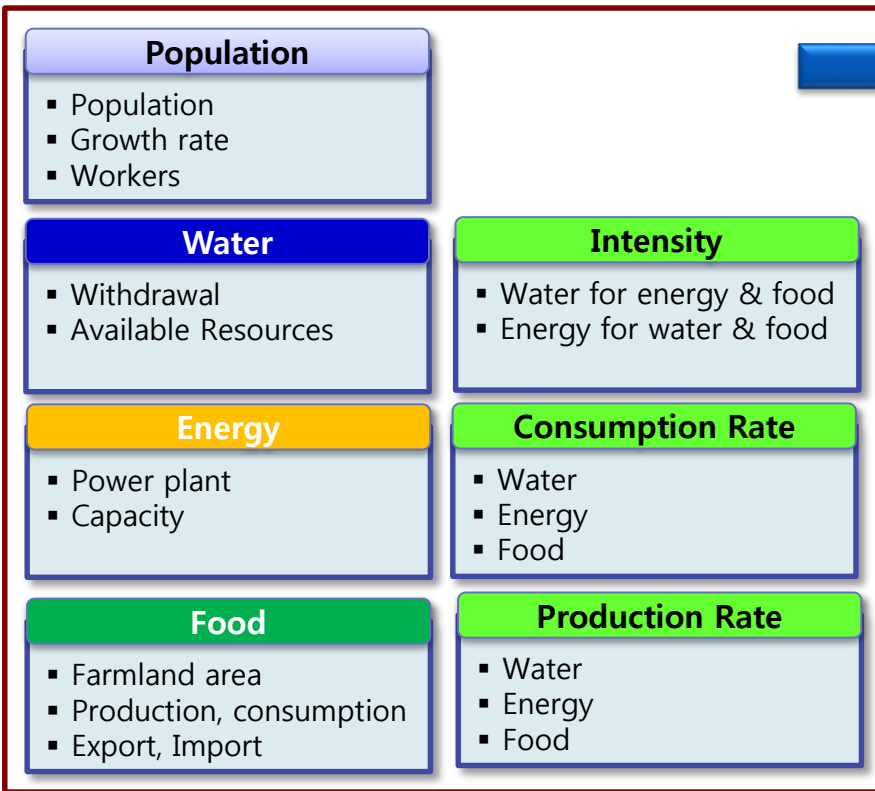 Population
▪ Population
▪ Growth rate
▪ Workers
Water
▪ Withdrawal
▪ Available Resources
Intensity
▪ Water for energy & food
▪ Energy for water & food
Energy
▪ Power plant
▪ Capacity
Consumption Rate
▪ Water
▪ Energy
▪ Food
Food
▪ Farmland area
▪ Production, consumption
▪ Export, Import
Production Rate
▪ Water
▪ Energy
▪ Food